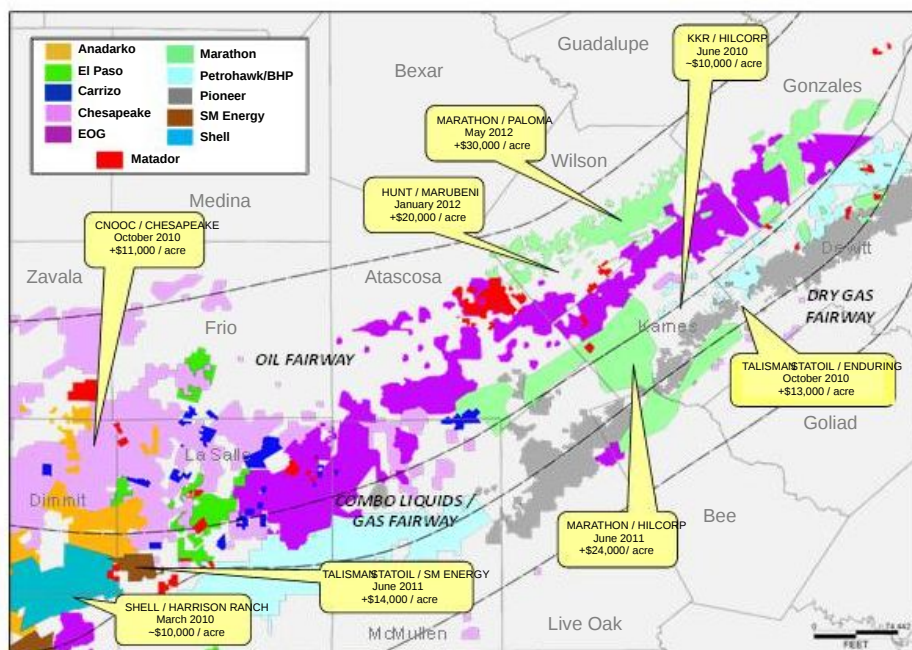 Anadarko
El Paso
Carrizo
Chesapeake
EOG
Marathon
Petrohawk/BHP
Pioneer
SM Energy
Shell
Matador
Guadalupe
Bexar
Gonzales
KKR / HILCORP
June 2010
~$10,000 / acre
MARATHON / PALOMA
May 2012
+$30,000 / acre
Wilson
Medina
HUNT / MARUBENI
January 2012
+$20,000 / acre
CNOOC / CHESAPEAKE
October 2010
+$11,000 / acre
Zavala
Atascosa
Dewitt
Frio
Karnes
DRY GAS
FAIRWAY
OIL FAIRWAY
TALISMAN STATOIL / ENDURING
October 2010
+$13,000 / acre
Goliad
La Salle
Dimmit
COMBO LIQUIDS /
GAS FAIRWAY
MARATHON / HILCORP
June 2011
+$24,000/ acre
Bee
TALISMAN STATOIL / SM ENERGY
June 2011
+$14,000 / acre
SHELL / HARRISON RANCH
March 2010
~$10,000 / acre
McMullen
Live Oak
0 74,442
FEET